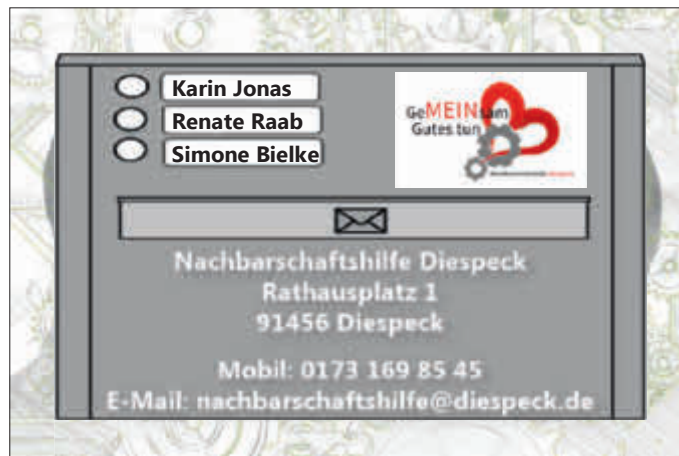 Karin Jonas
Renate Raab
Simone Bielke
GeMEINsam
Gutes tun
Nachbarschaftshilfe Diespeck
Rathausplatz 1
91456 Diespeck
Mobil: 0173 169 85 45
E-Mail: nachbarschaftshilfe@diespeck.de